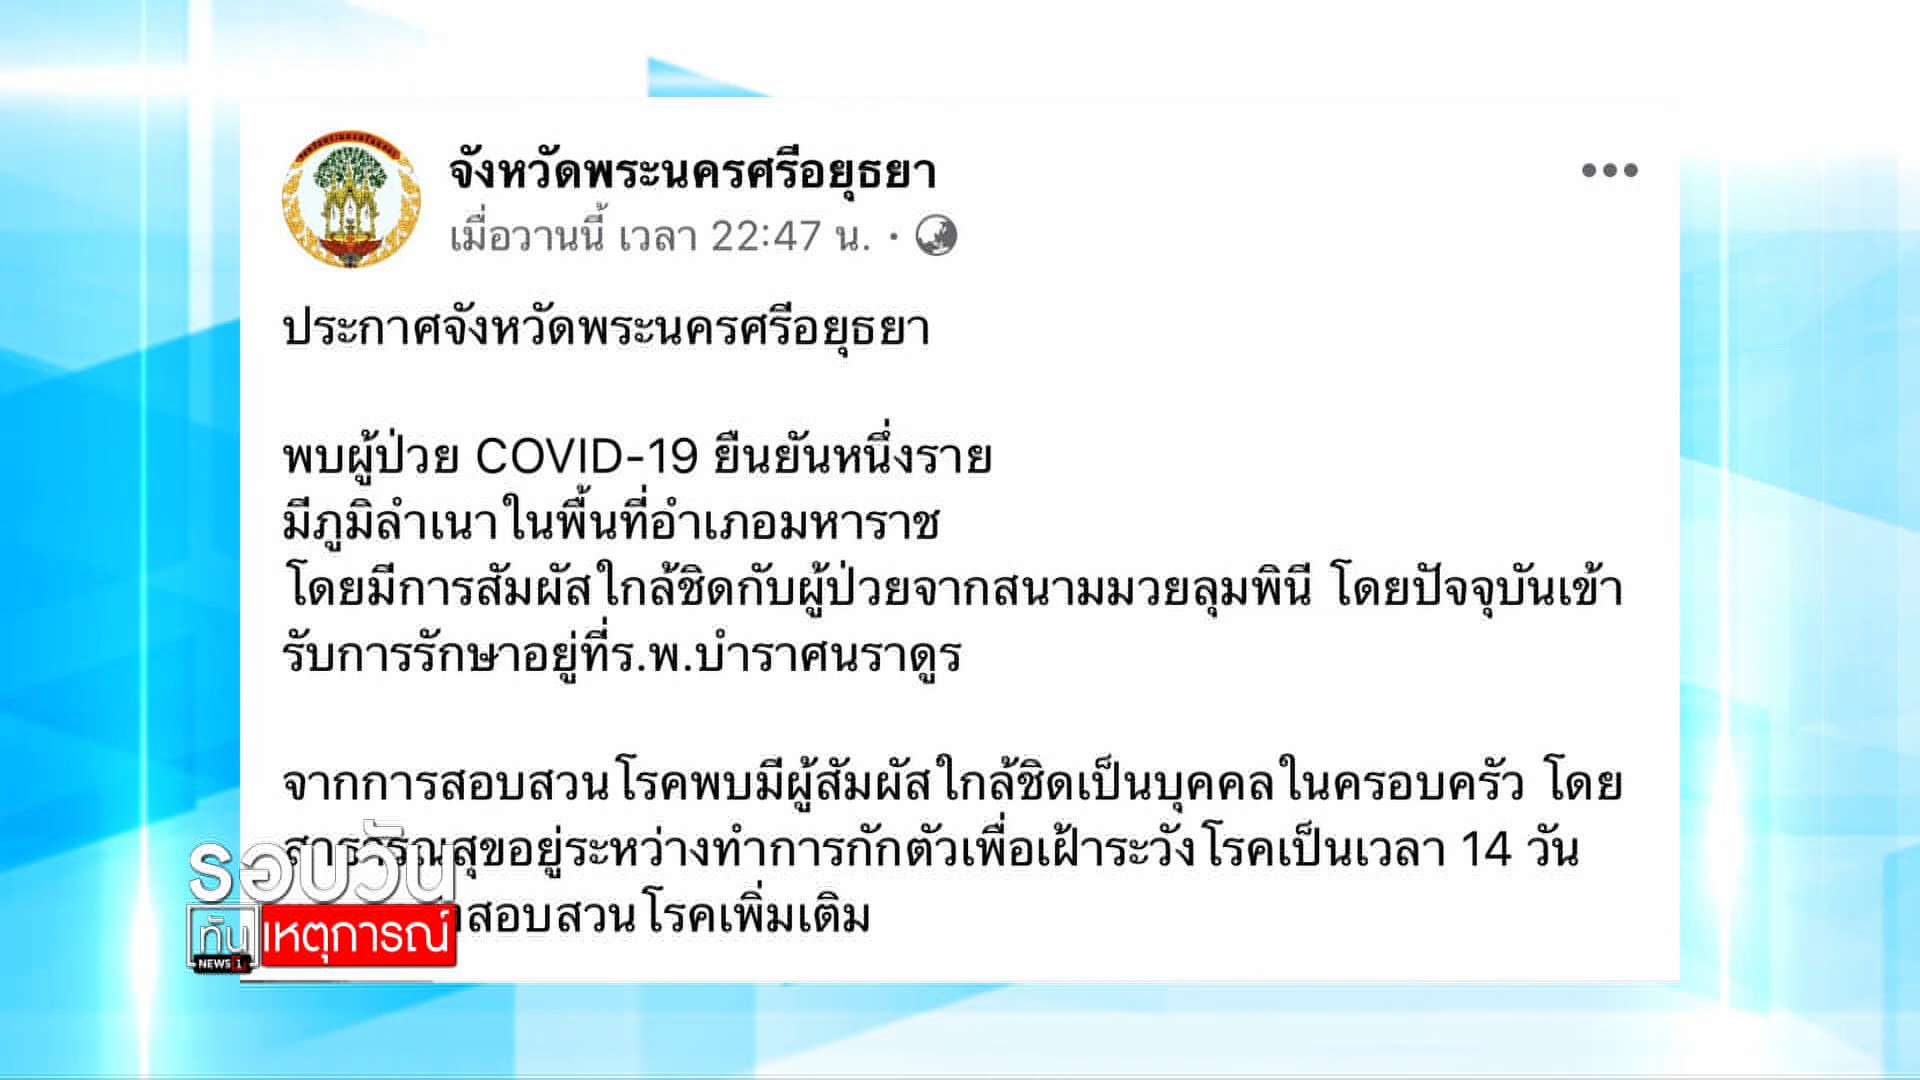 จังหวัดพระนครศรีอยุธยา
เมื่อวานนี้ เวลา 22:47 น. ·
ประกาศจังหวัดพระนครศรีอยุธยา
พบผู้ป่วย COVID-19 ยืนยันหนึ่งราย
มีภูมิลำเนาในพื้นที่อำเภอมหาราช
โดยมีการสัมผัสใกล้ชิดกับผู้ป่วยจากสนามมวยลุมพินี โดยปัจจุบันเข้า
รับการรักษาอยู่ที่ร.พ.บำราศนราดูร
จากการสอบสวนโรคพบมีผู้สัมผัสใกล้ชิดเป็นบุคคลในครอบครัว โดย
สาธารณสุขอยู่ระหว่างทำการกักตัวเพื่อเฝ้าระวังโรคเป็นเวลา 14 วัน
สอบสวนโรคเพิ่มเติม
รอบวัน
ทันเหตุการณ์
NEWS 1